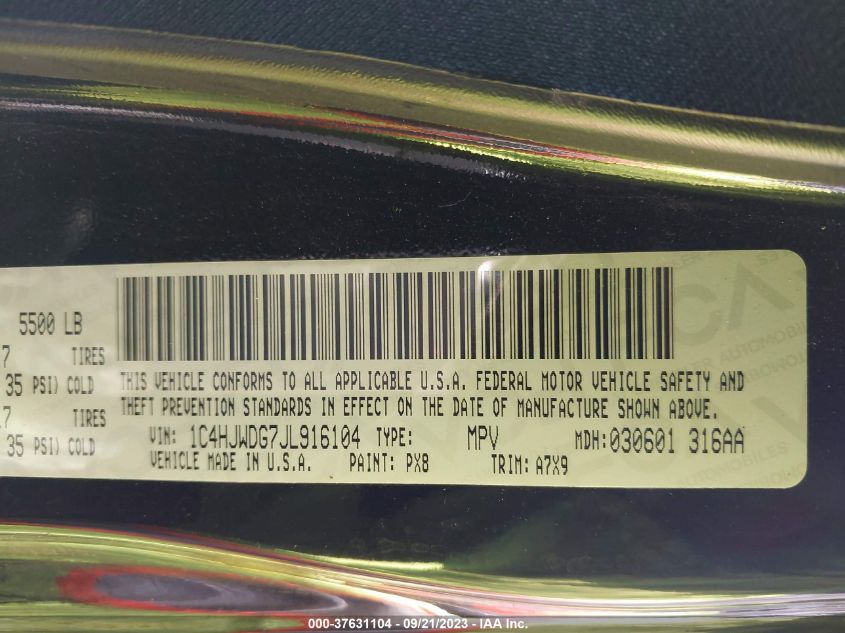 5500 LB
7 TIRES
35 PSI) COLD
7 TIRES
35 PSI) COLD
THIS VEHICLE CONFORMS TO ALL APPLICABLE U.S.A. FEDERAL MOTOR VEHICLE SAFETY AND
THEFT PREVENTION STANDARDS IN EFFECT ON THE DATE OF MANUFACTURE SHOWN ABOVE.
VIN: 1C4HJWDG7JL916104 TYPE: MPV MDH: 030601 316AA
VEHICLE MADE IN U.S.A. PAINT: PX8 TRIM: A7X9
000-37631104 - 09/21/2023 - IAA Inc.